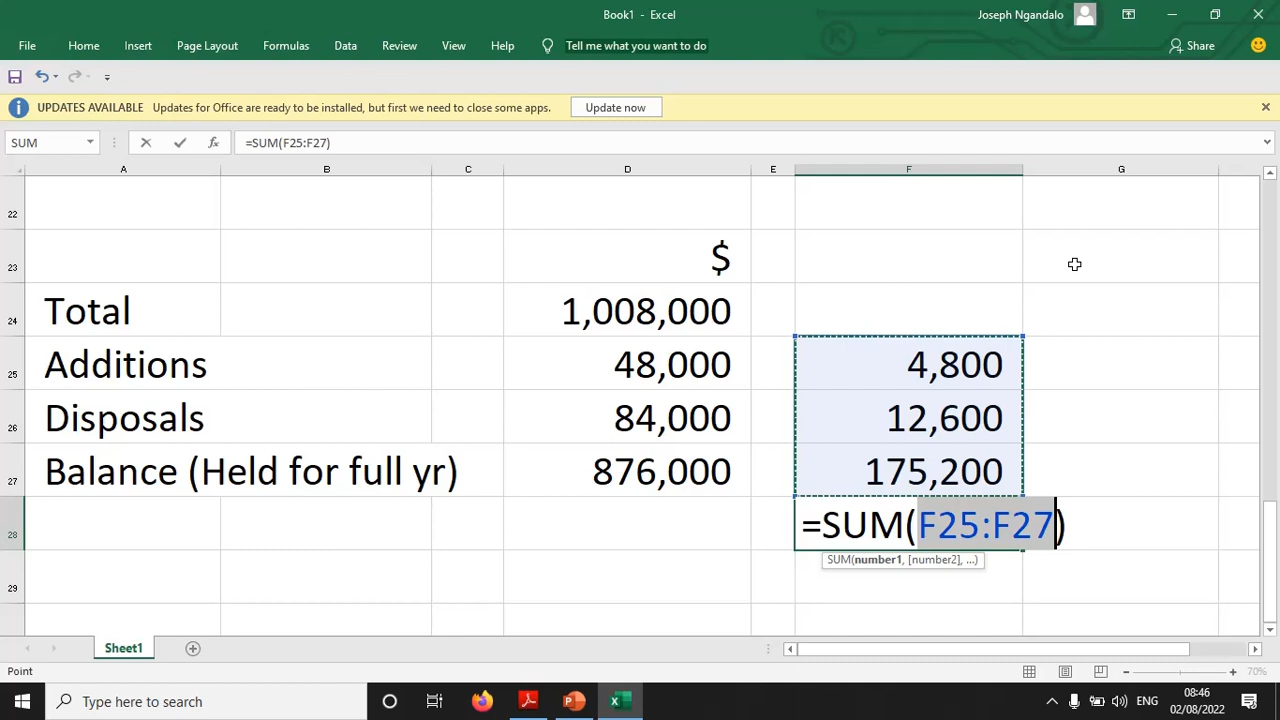 Book1 - Excel
Joseph Ngandalo
File Home Insert Page Layout Formulas Data Review View Help Tell me what you want to do Share
UPDATES AVAILABLE Updates for Office are ready to be installed, but first we need to close some apps. Update now
SUM fx =SUM(F25:F27)
A B C D E F G
22
23 $
24 Total 1,008,000
25 Additions 48,000 4,800
26 Disposals 84,000 12,600
27 Balance (Held for full yr) 876,000 175,200
28 =SUM(F25:F27)
SUM(number1, [number2], ...)
29
Sheet1
Point 70%
Type here to search
ENG
08:46
02/08/2022